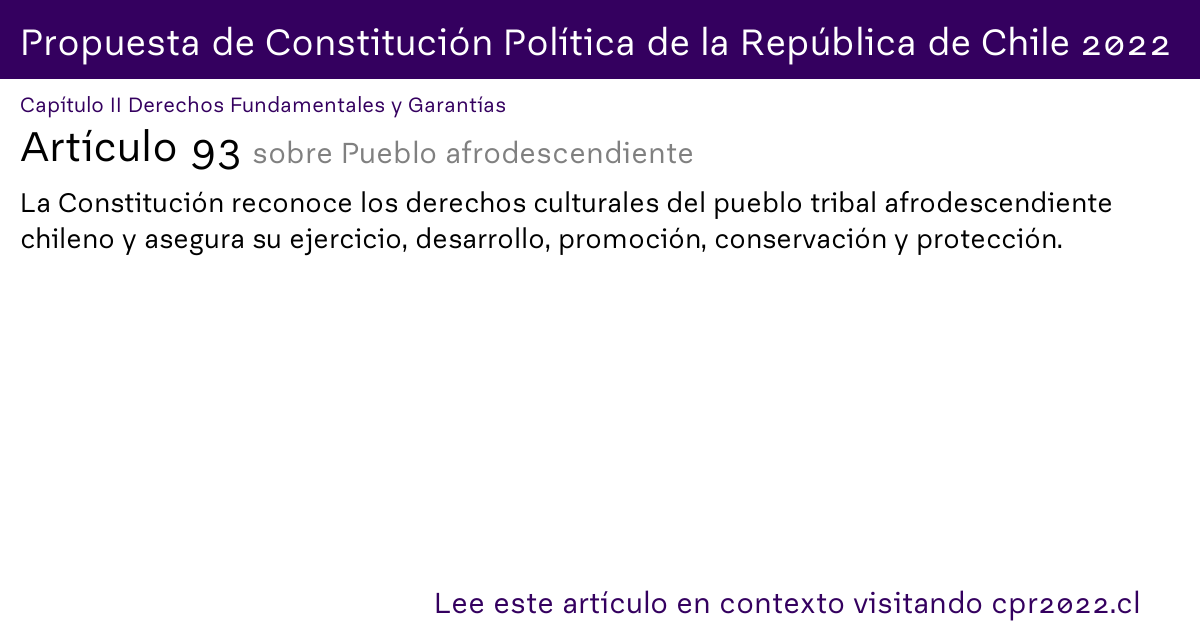 Propuesta de Constitución Política de la República de Chile 2022
Capítulo II Derechos Fundamentales y Garantías
Artículo 93 sobre Pueblo afrodescendiente
La Constitución reconoce los derechos culturales del pueblo tribal afrodescendiente
chileno y asegura su ejercicio, desarrollo, promoción, conservación y protección.
Lee este artículo en contexto visitando cpr2022.cl